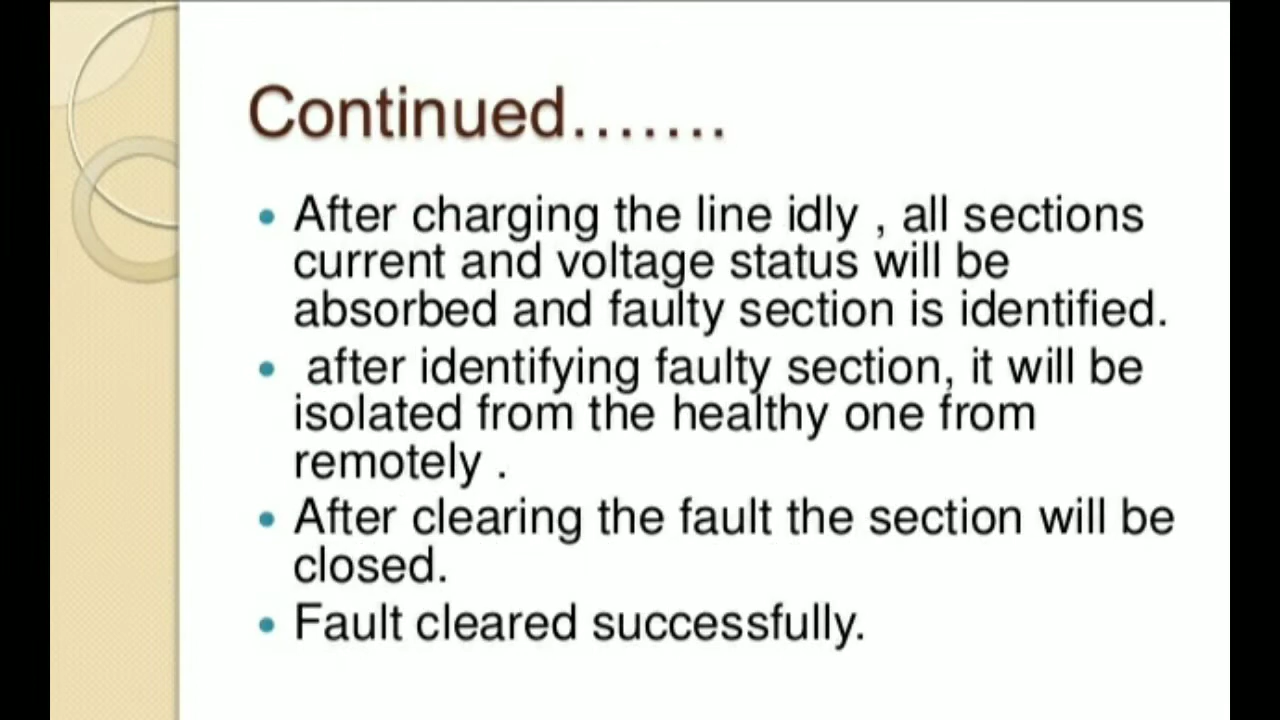 Continued.......
• After charging the line idly , all sections
current and voltage status will be
absorbed and faulty section is identified.
• after identifying faulty section, it will be
isolated from the healthy one from
remotely .
• After clearing the fault the section will be
closed.
• Fault cleared successfully.